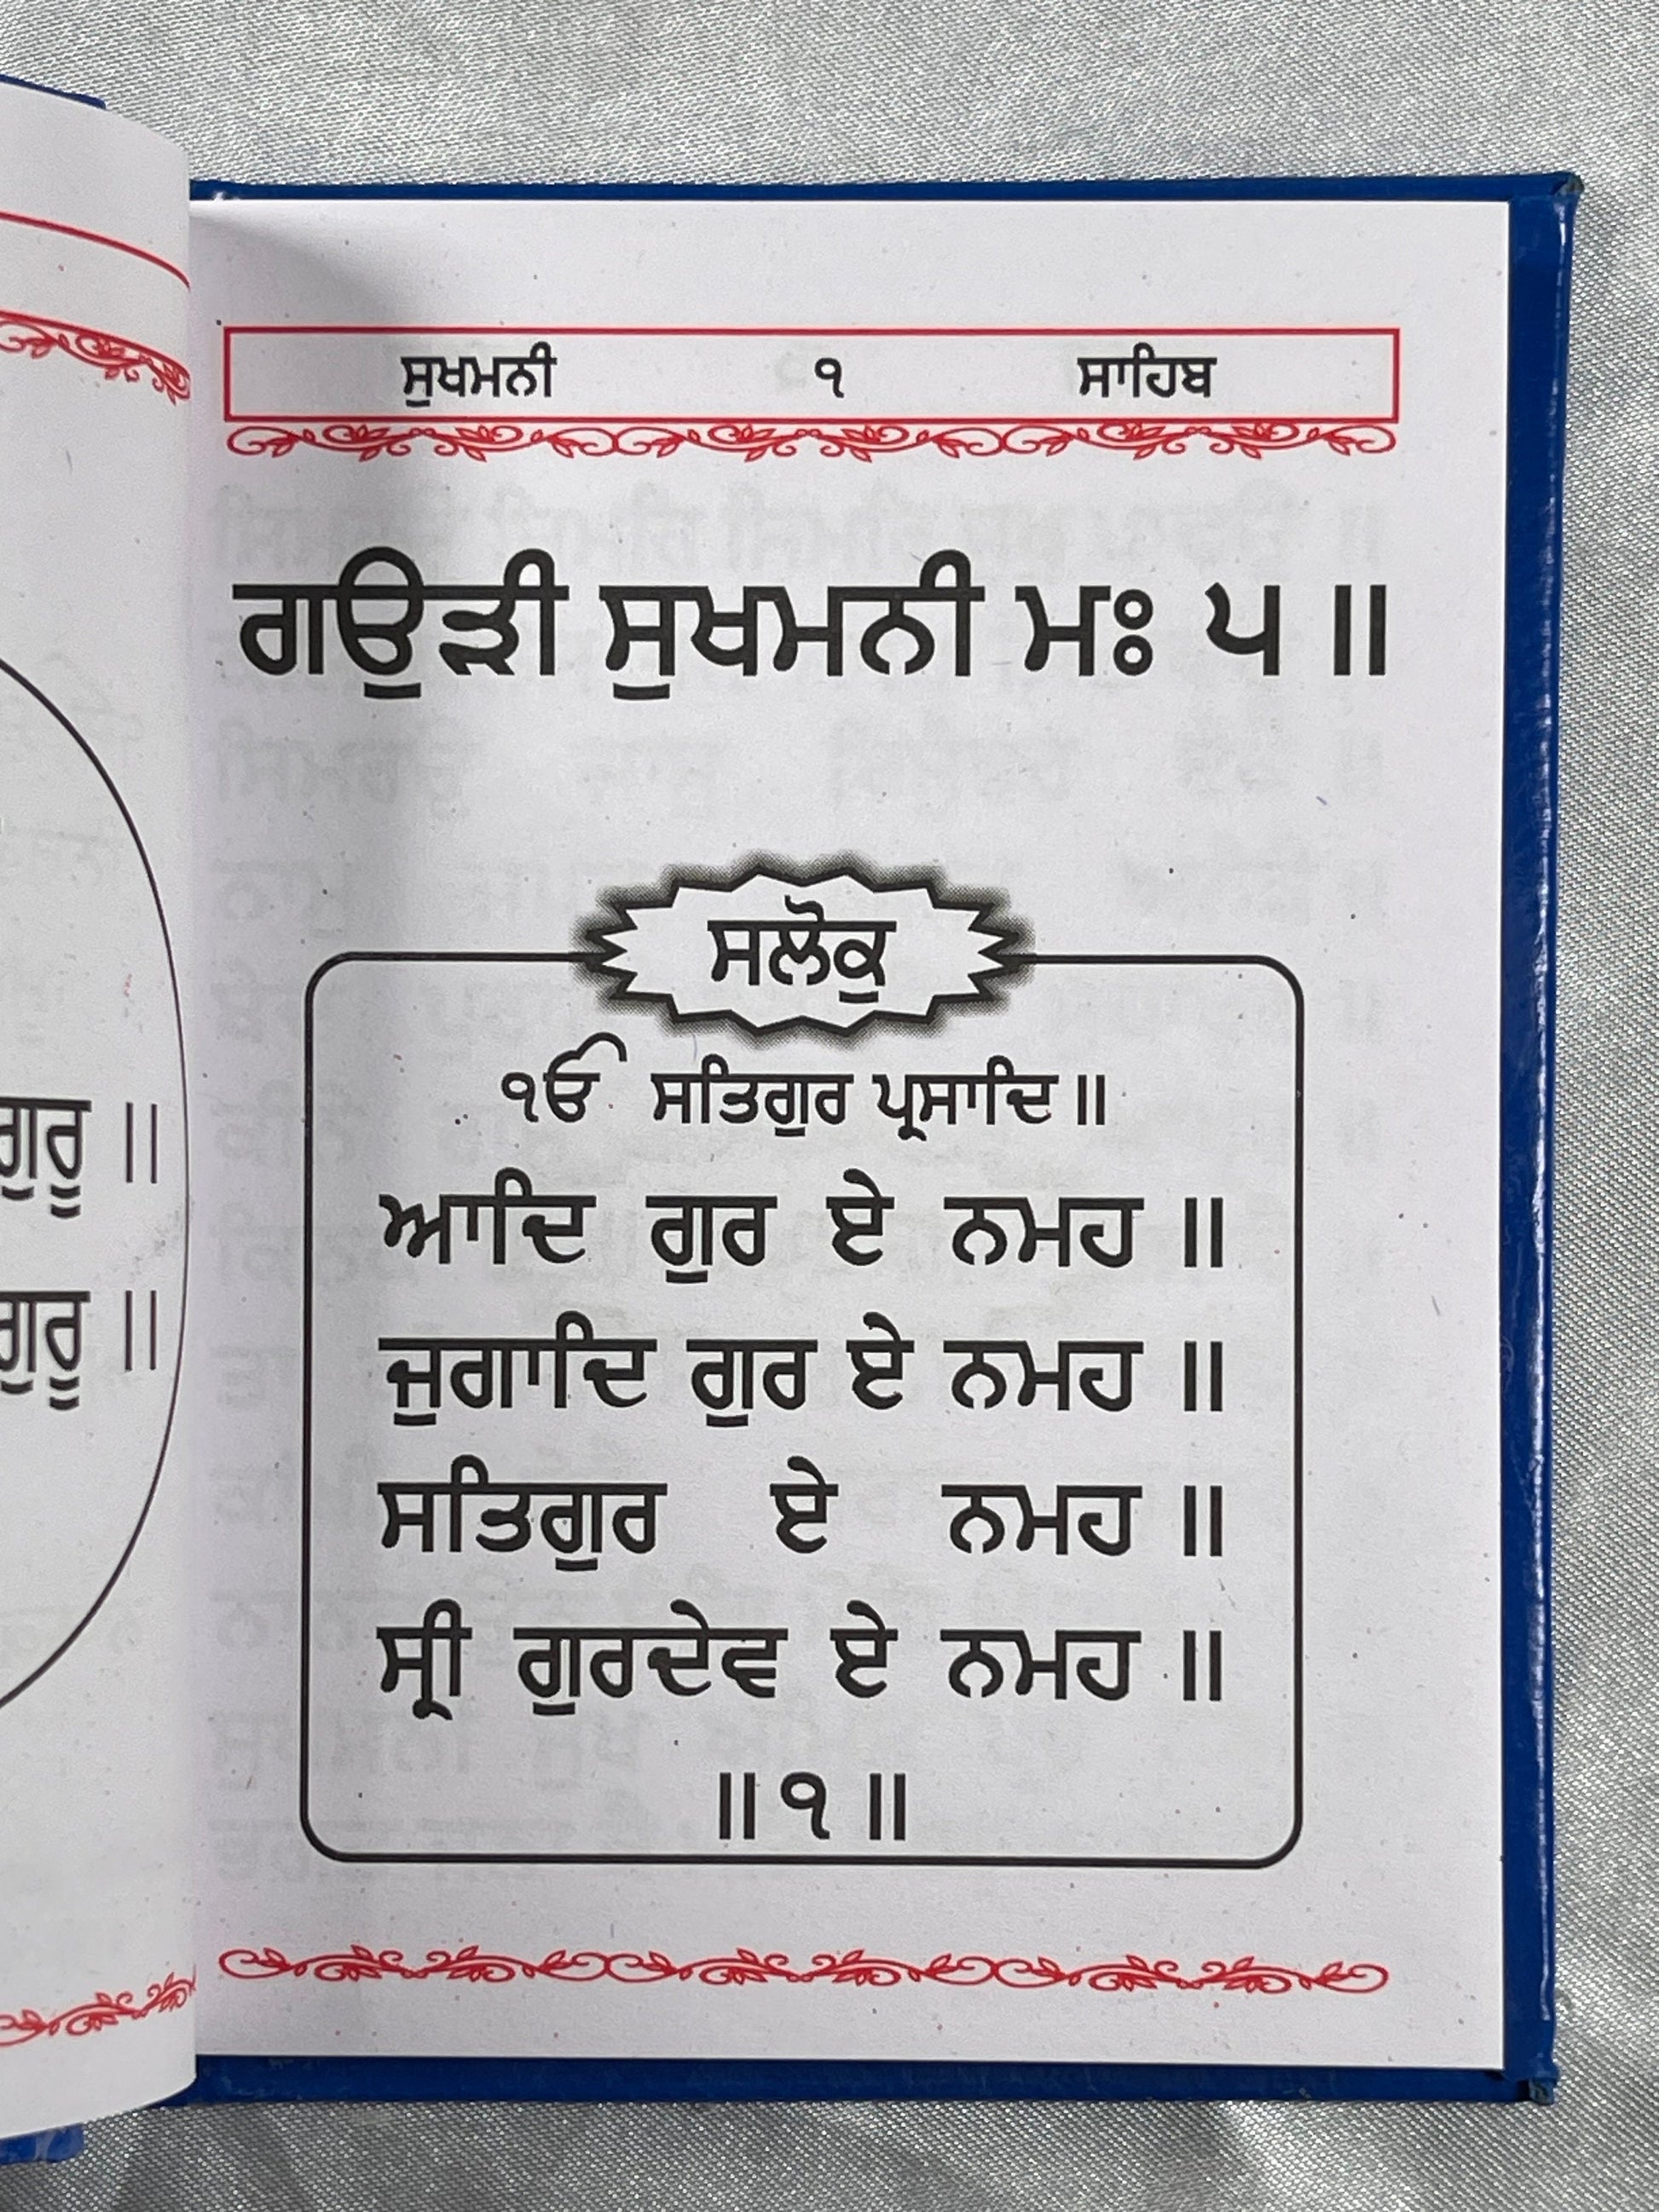 ਗੁਰੂ ॥
ਗੁਰੂ ॥
ਸੁਖਮਨੀ ੧ ਸਾਹਿਬ
ਗਉੜੀ ਸੁਖਮਨੀ ਮਃ ੫ ॥
ਸਲੋਕੁ
ੴ ਸਤਿਗੁਰ ਪ੍ਰਸਾਦਿ॥
ਆਦਿ ਗੁਰ ਏ ਨਮਹ ॥
ਜੁਗਾਦਿ ਗੁਰ ਏ ਨਮਹ ॥
ਸਤਿਗੁਰ ਏ ਨਮਹ ॥
ਸ੍ਰੀ ਗੁਰਦੇਵ ਏ ਨਮਹ ॥
॥੧॥